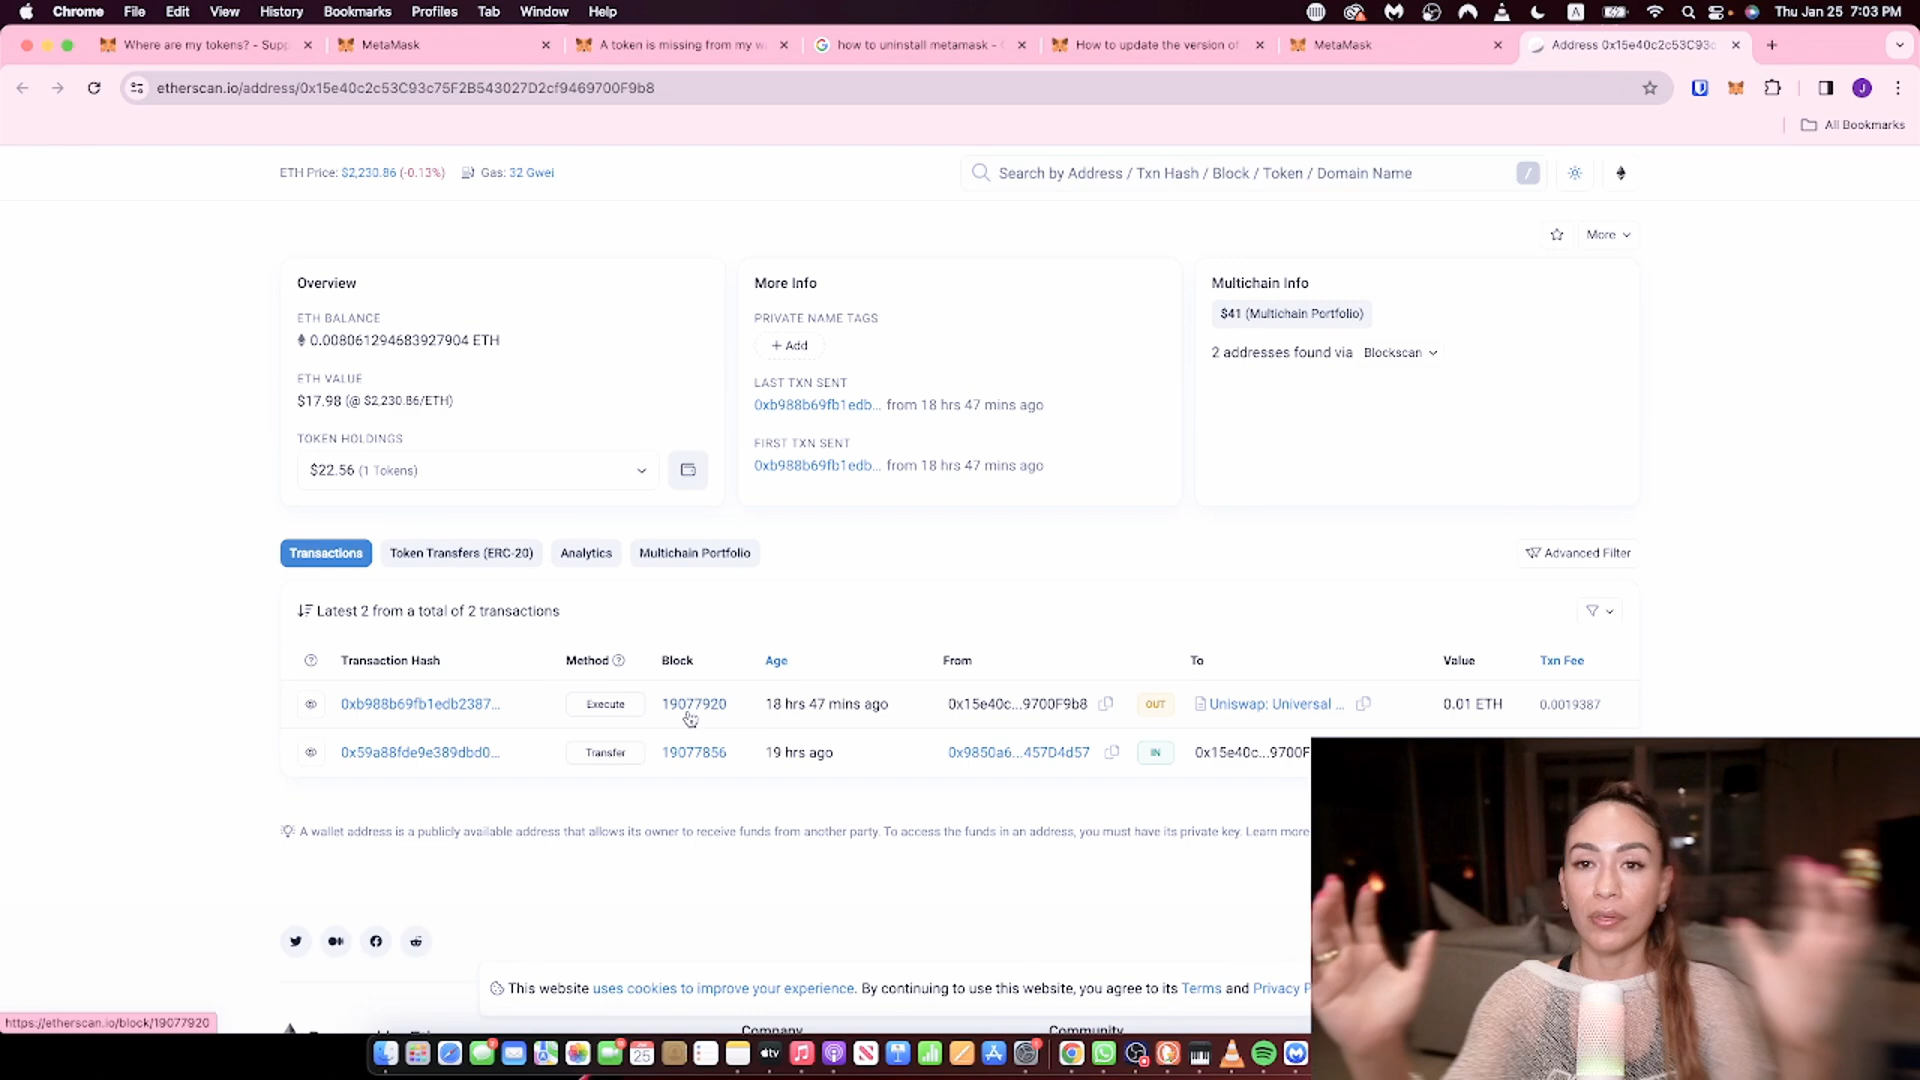 Chrome File Edit View History Bookmarks Profiles Tab Window Help
A
Thu Jan 25 7:03 PM
Where are my tokens? - Supp
MetaMask
A token is missing from my w
how to uninstall metamask -
How to update the version of
MetaMask
Address 0x15e40c2c53C93c
etherscan.io/address/0x15e40c2c53C93c75F2B543027D2cf9469700F9b8
J
All Bookmarks
ETH Price: $2,230.86 (-0.13%) Gas: 32 Gwei
Search by Address / Txn Hash / Block / Token / Domain Name
/
More
Overview
ETH BALANCE
0.008061294683927904 ETH
ETH VALUE
$17.98 (@ $2,230.86/ETH)
TOKEN HOLDINGS
$22.56 (1 Tokens)
More Info
PRIVATE NAME TAGS
+ Add
LAST TXN SENT
0xb988b69fb1edb... from 18 hrs 47 mins ago
FIRST TXN SENT
0xb988b69fb1edb... from 18 hrs 47 mins ago
Multichain Info
$41 (Multichain Portfolio)
2 addresses found via Blockscan
Transactions Token Transfers (ERC-20) Analytics Multichain Portfolio
Advanced Filter
Latest 2 from a total of 2 transactions
Transaction Hash Method Block Age From To Value Txn Fee
0xb988b69fb1edb2387... Execute 19077920 18 hrs 47 mins ago 0x15e40c...9700F9b8 OUT Uniswap: Universal ... 0.01 ETH 0.0019387
0x59a88fde9e389dbd0... Transfer 19077856 19 hrs ago 0x9850a6...457D4d57 IN 0x15e40c...9700F
A wallet address is a publicly available address that allows its owner to receive funds from another party. To access the funds in an address, you must have its private key. Learn more
This website uses cookies to improve your experience. By continuing to use this website, you agree to its Terms and Privacy P
https://etherscan.io/block/19077920
Company
Community
JAN
25
tv